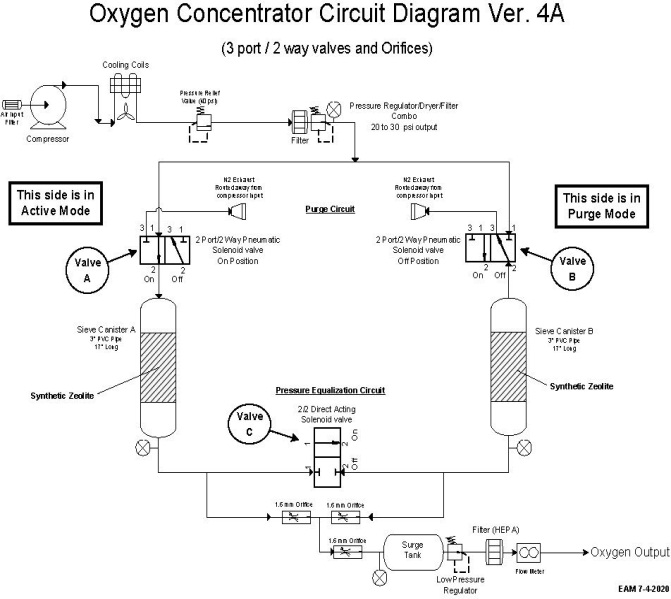 Oxygen Concentrator Circuit Diagram Ver. 4A
(3 port / 2 way valves and Orifices)
Cooling Coils
Air Input
Filter
Compressor
Pressure Relief
Valve (40 psi)
Filter
Pressure Regulator/Dryer/Filter
Combo
20 to 30 psi output
This side is in
Active Mode
N2 Exhaust
Routed away from
compressor input
Purge Circuit
N2 Exhaust
Routed away from
compressor input
This side is in
Purge Mode
3 1 3 1
2 2
On Off
2 Port/2 Way Pneumatic
Solenoid valve
On Position
2 Port/2 Way Pneumatic
Solenoid valve
Off Position
3 1 3 1
2 2
On Off
Valve
A
Valve
B
Sieve Canister A
3" PVC Pipe
17" Long
Synthetic Zeolite
Sieve Canister B
3" PVC Pipe
17" Long
Synthetic Zeolite
Pressure Equalization Circuit
2/2 Direct Acting
Solenoid valve
Valve
C
1 2 On
1 2 Off
1.6 mm Orifice
1.6 mm Orifice
1.6 mm Orifice
Surge
Tank
Low Pressure
Regulator
Filter (HEPA)
Flow Meter
Oxygen Output
EAM 7-4-2020